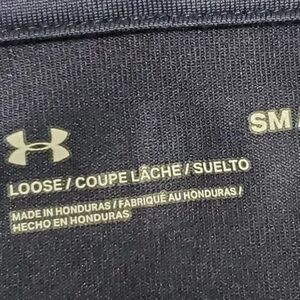 SM /
LOOSE / COUPE LÂCHE / SUELTO
MADE IN HONDURAS / FABRIQUÉ AU HONDURAS /
HECHO EN HONDURAS